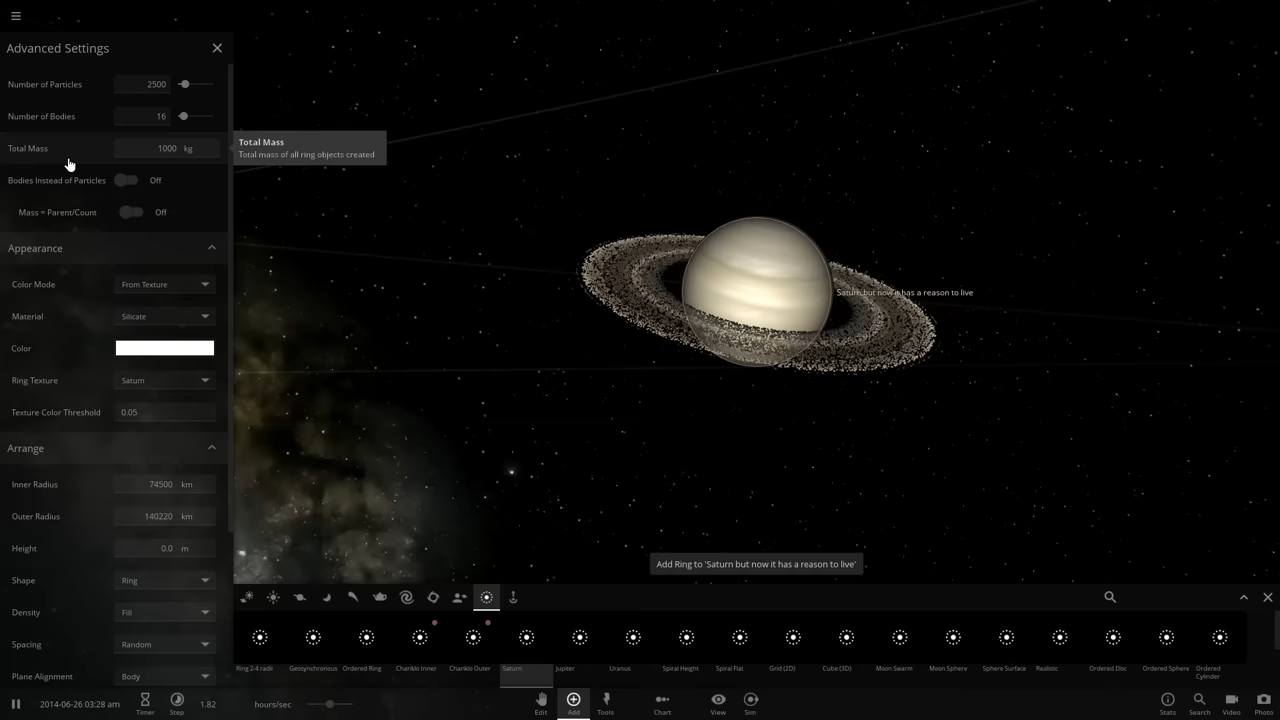 Advanced Settings
Number of Particles 2500
Number of Bodies 16
Total Mass 1000 kg
Total Mass
Total mass of all ring objects created
Bodies Instead of Particles Off
Mass = Parent/Count Off
Appearance
Color Mode From Texture
Material Silicate
Color
Ring Texture Saturn
Texture Color Threshold 0.05
Arrange
Inner Radius 74500 km
Outer Radius 140220 km
Height 0.0 m
Shape Ring
Density Fill
Spacing Random
Plane Alignment Body
Saturn but now it has a reason to live
Add Ring to 'Saturn but now it has a reason to live'
Ring 2-4 radii Geosynchronous Ordered Ring Chariklo Inner Chariklo Outer Saturn Jupiter Uranus Spiral Height Spiral Flat Grid (2D) Cube (3D) Moon Swarm Moon Sphere Sphere Surface Realistic Ordered Disc Ordered Sphere Ordered Cylinder
2014-06-26 03:28 am Timer Step 1.82 hours/sec Edit Add Tools Chart View Sim Stats Search Video Photo